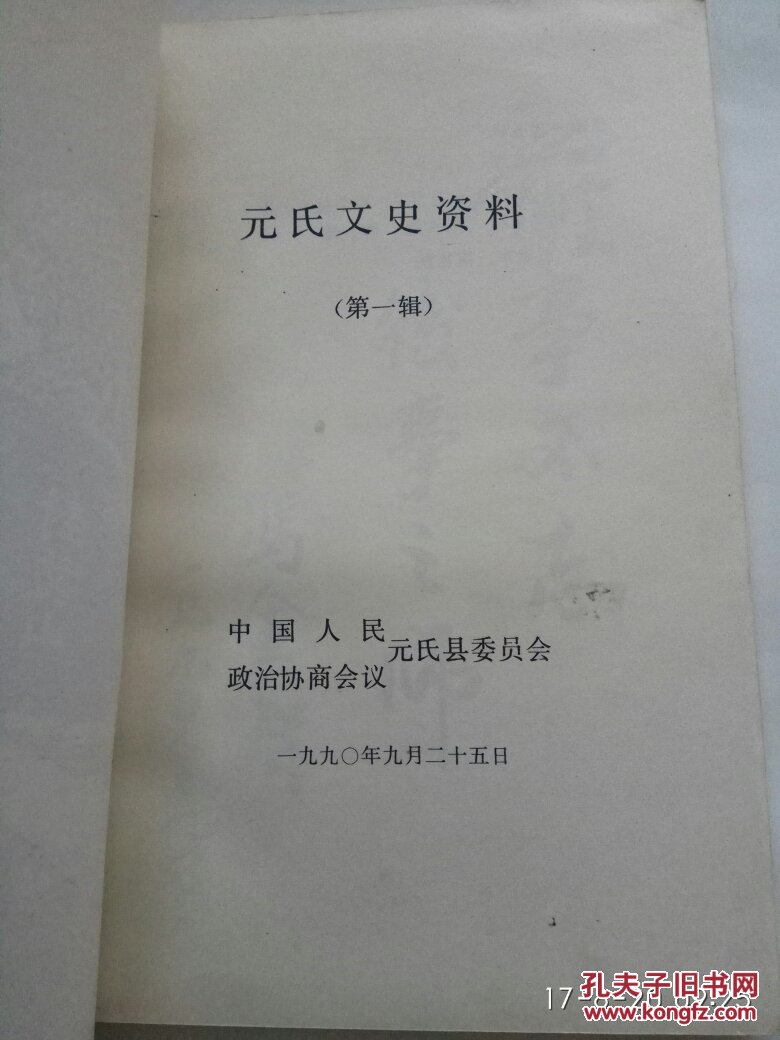 元氏文史资料
（第一辑）
中国人民
政治协商会议
元氏县委员会
一九九〇年九月二十五日
孔夫子旧书网
www.kongfz.com